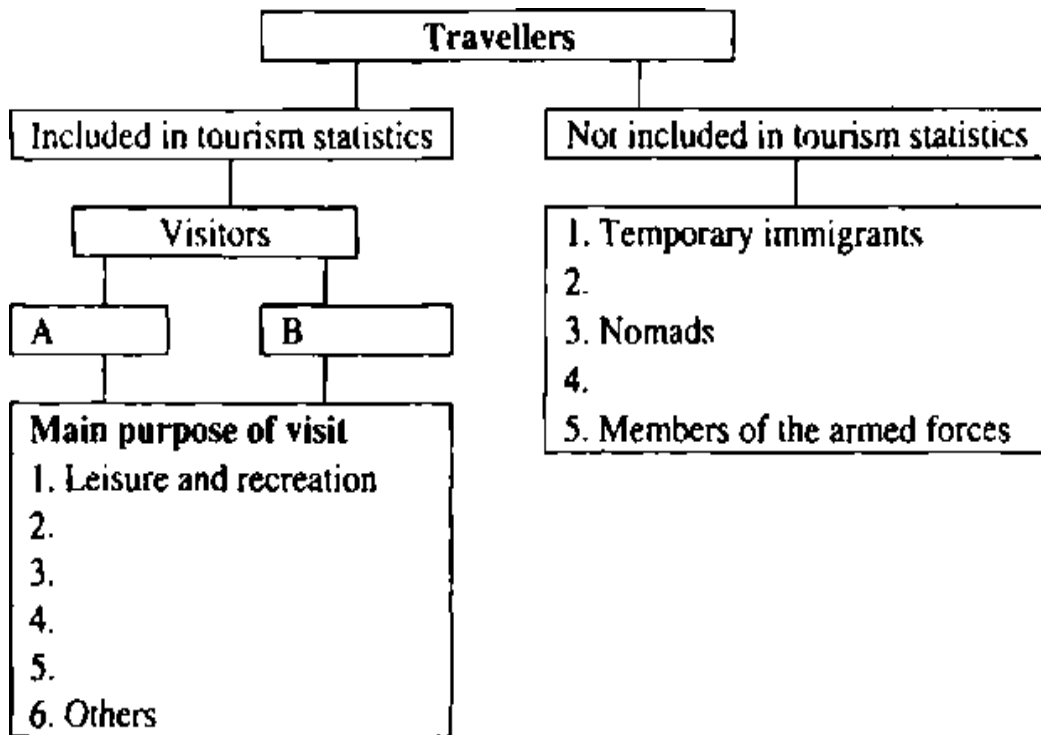 Travellers
Included in tourism statistics
Not included in tourism statistics
Visitors
A
B
Main purpose of visit
1. Leisure and recreation
2.
3.
4.
5.
6. Others
1. Temporary immigrants
2.
3. Nomads
4.
5. Members of the armed forces